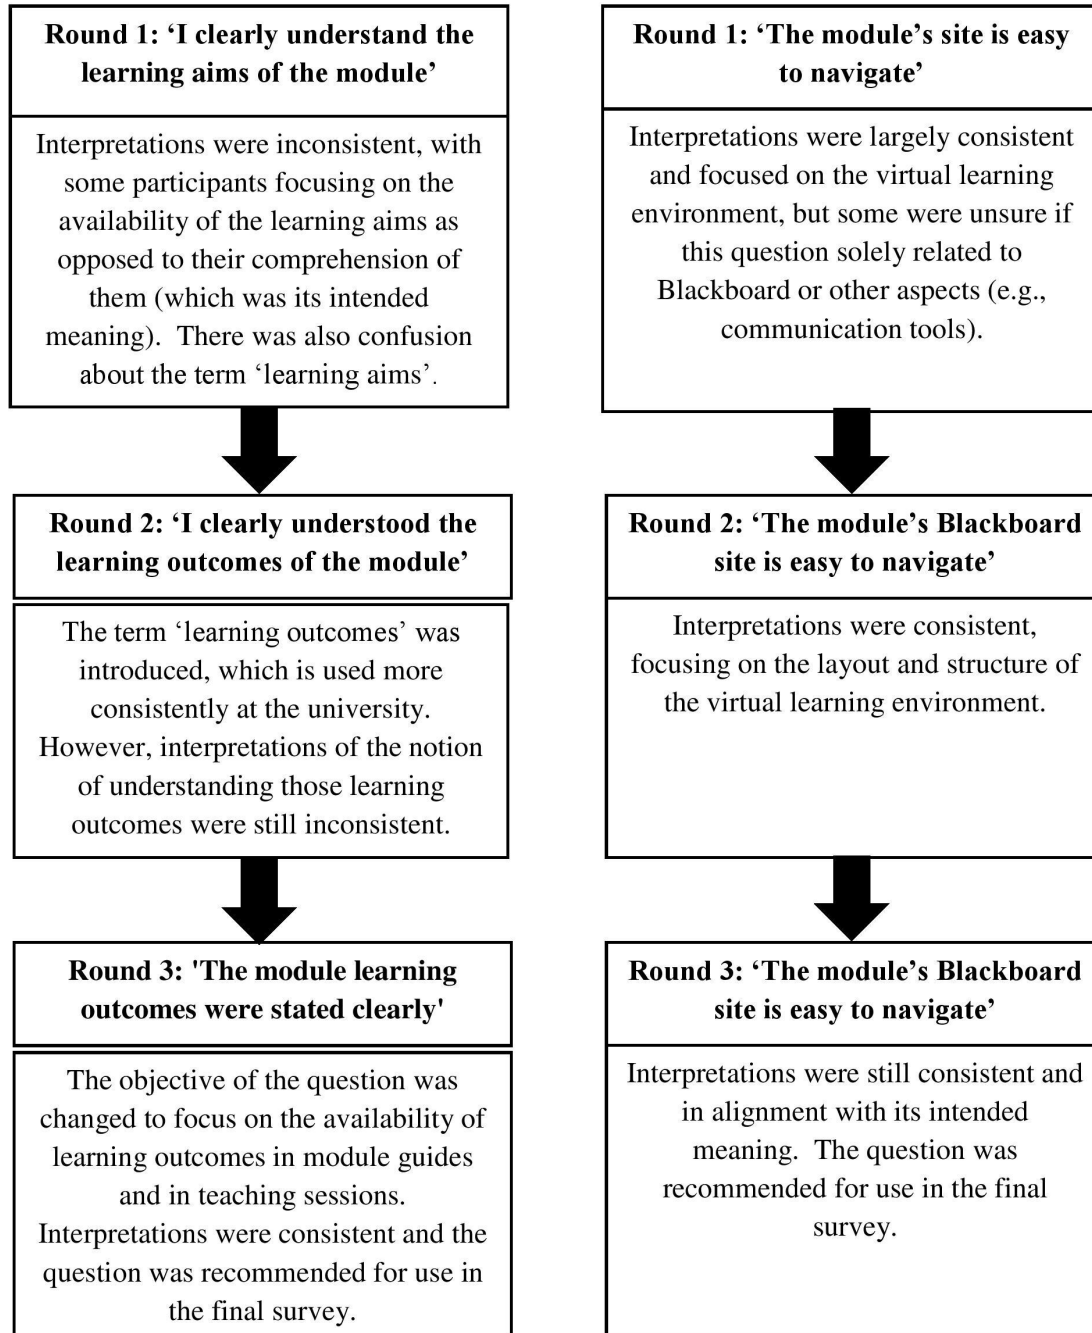 Round 1: ‘I clearly understand the
learning aims of the module’
Interpretations were inconsistent, with
some participants focusing on the
availability of the learning aims as
opposed to their comprehension of
them (which was its intended
meaning).  There was also confusion
about the term ‘learning aims’.
Round 2: ‘I clearly understood the
learning outcomes of the module’
The term ‘learning outcomes’ was
introduced, which is used more
consistently at the university.
However, interpretations of the notion
of understanding those learning
outcomes were still inconsistent.
Round 3: 'The module learning
outcomes were stated clearly'
The objective of the question was
changed to focus on the availability of
learning outcomes in module guides
and in teaching sessions.
Interpretations were consistent and the
question was recommended for use in
the final survey.
Round 1: ‘The module’s site is easy
to navigate’
Interpretations were largely consistent
and focused on the virtual learning
environment, but some were unsure if
this question solely related to
Blackboard or other aspects (e.g.,
communication tools).
Round 2: ‘The module’s Blackboard
site is easy to navigate’
Interpretations were consistent,
focusing on the layout and structure of
the virtual learning environment.
Round 3: ‘The module’s Blackboard
site is easy to navigate’
Interpretations were still consistent and
in alignment with its intended
meaning.  The question was
recommended for use in the final
survey.